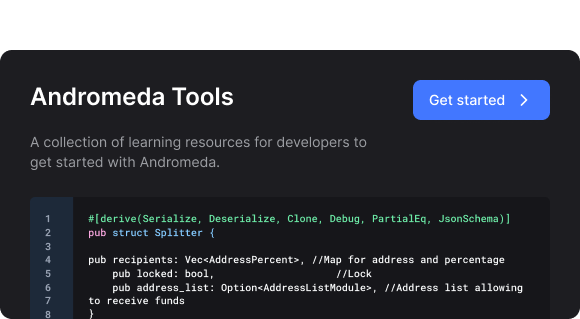 Andromeda Tools
Get started
A collection of learning resources for developers to
get started with Andromeda.
1 #[derive(Serialize, Deserialize, Clone, Debug, PartialEq, JsonSchema)]
2 pub struct Splitter {
3
4 pub recipients: Vec<AddressPercent>, //Map for address and percentage
5 pub locked: bool, //Lock
6 pub address_list: Option<AddressListModule>, //Address list allowing
7 to receive funds
8 }